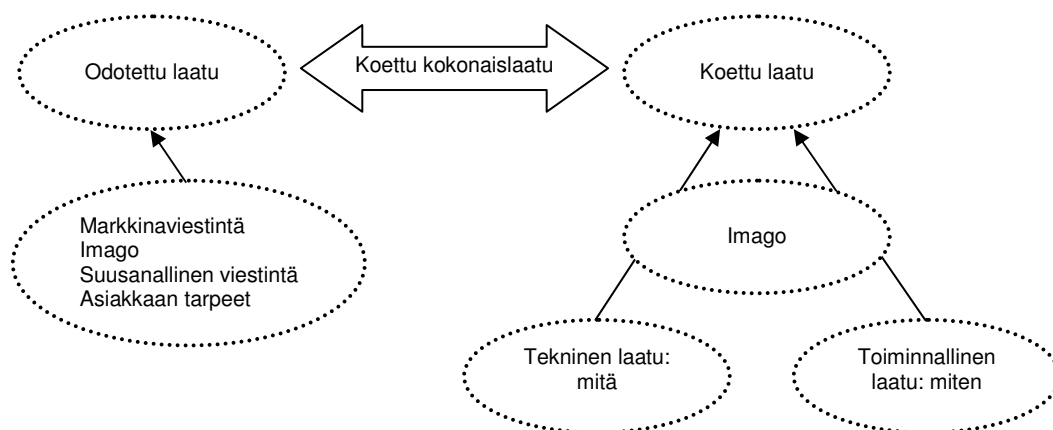 Odotettu laatu
Koettu kokonaislaatu
Koettu laatu
Markkinaviestintä
Imago
Suusanallinen viestintä
Asiakkaan tarpeet
Imago
Tekninen laatu:
mitä
Toiminnallinen
laatu: miten